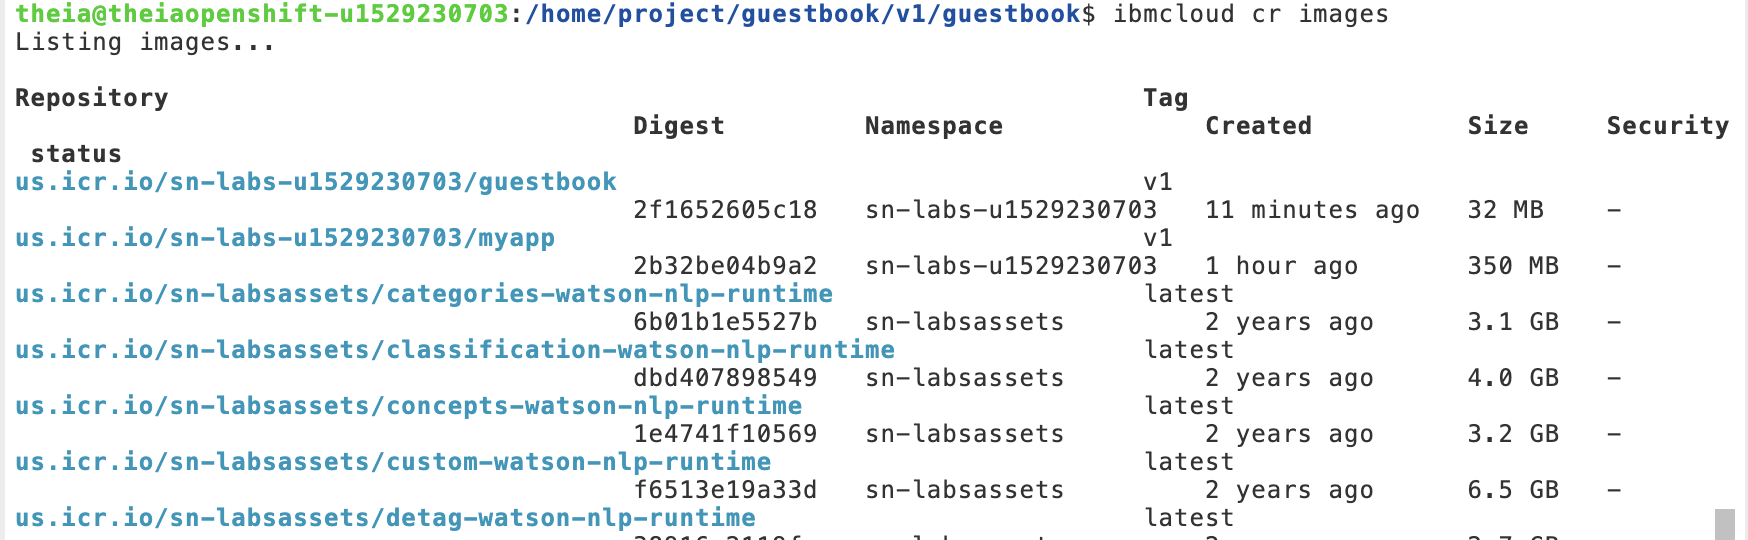 theia@theiaopenshift-u1529230703:/home/project/guestbook/v1/guestbook$ ibmcloud cr images
Listing images...
Repository Tag
Digest Namespace Created Size Security
status
us.icr.io/sn-labs-u1529230703/guestbook v1
2f1652605c18 sn-labs-u1529230703 11 minutes ago 32 MB –
us.icr.io/sn-labs-u1529230703/myapp v1
2b32be04b9a2 sn-labs-u1529230703 1 hour ago 350 MB –
us.icr.io/sn-labsassets/categories-watson-nlp-runtime latest
6b01b1e5527b sn-labsassets 2 years ago 3.1 GB –
us.icr.io/sn-labsassets/classification-watson-nlp-runtime latest
dbd407898549 sn-labsassets 2 years ago 4.0 GB –
us.icr.io/sn-labsassets/concepts-watson-nlp-runtime latest
1e4741f10569 sn-labsassets 2 years ago 3.2 GB –
us.icr.io/sn-labsassets/custom-watson-nlp-runtime latest
f6513e19a33d sn-labsassets 2 years ago 6.5 GB –
us.icr.io/sn-labsassets/detag-watson-nlp-runtime latest